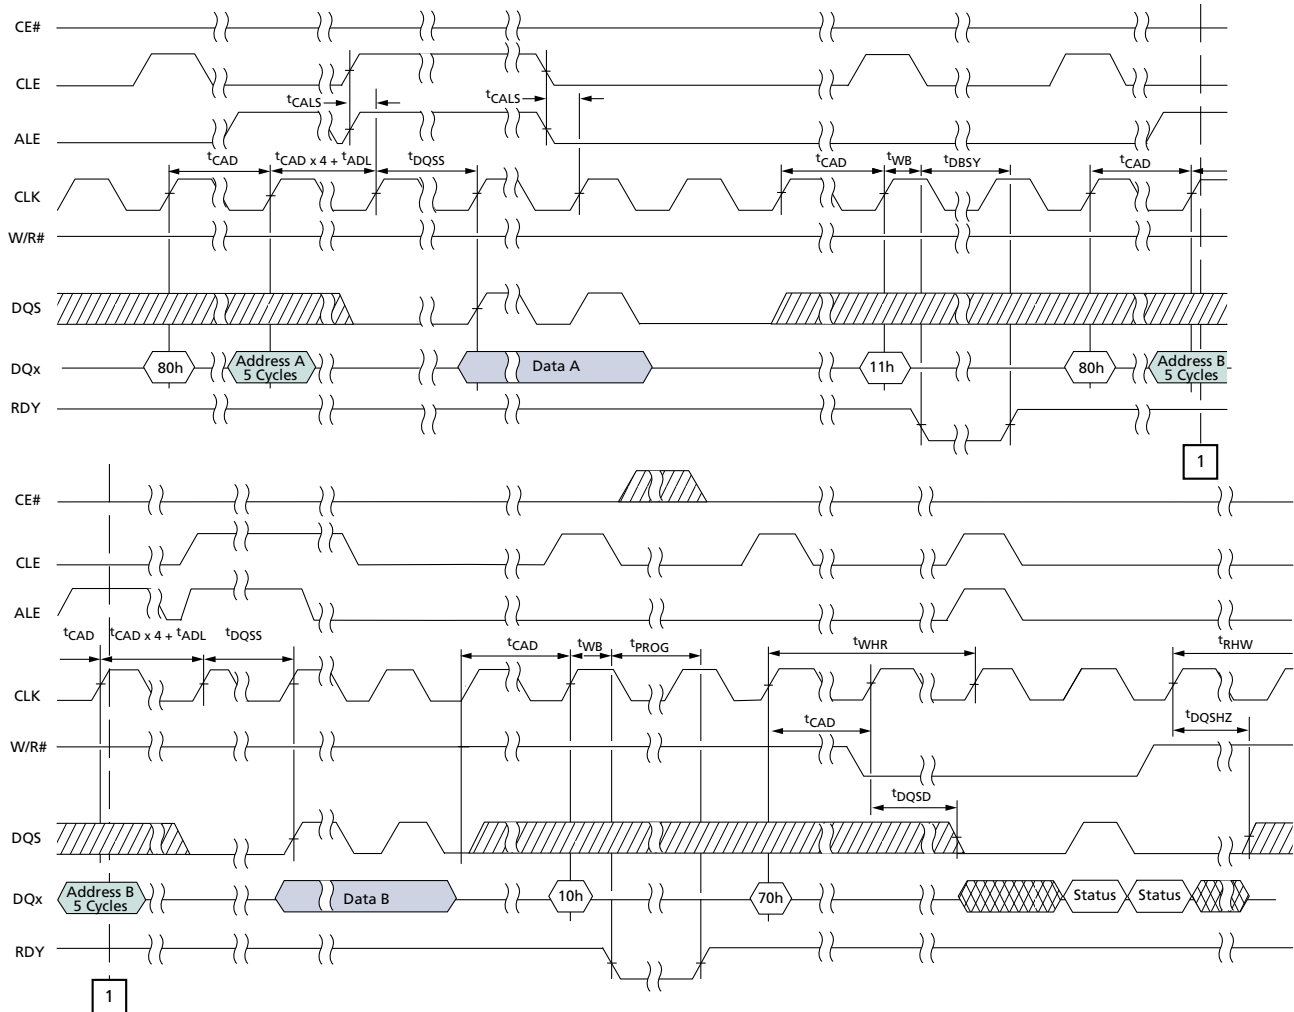 CE#
CLE
tCALS
tCALS
ALE
tCAD
tCAD x 4 + tADL
tDQSS
tCAD
tWB
tDBSY
tCAD
CLK
W/R#
DQS
DQx
80h
Address A
5 Cycles
Data A
11h
80h
Address B
5 Cycles
RDY
1
CE#
CLE
ALE
tCAD
tCAD x 4 + tADL
tDQSS
tCAD
tWB
tPROG
tWHR
tRHW
CLK
tCAD
tDQSHZ
W/R#
tDQSD
DQS
DQx
Address B
5 Cycles
Data B
10h
70h
Status
Status
RDY
1